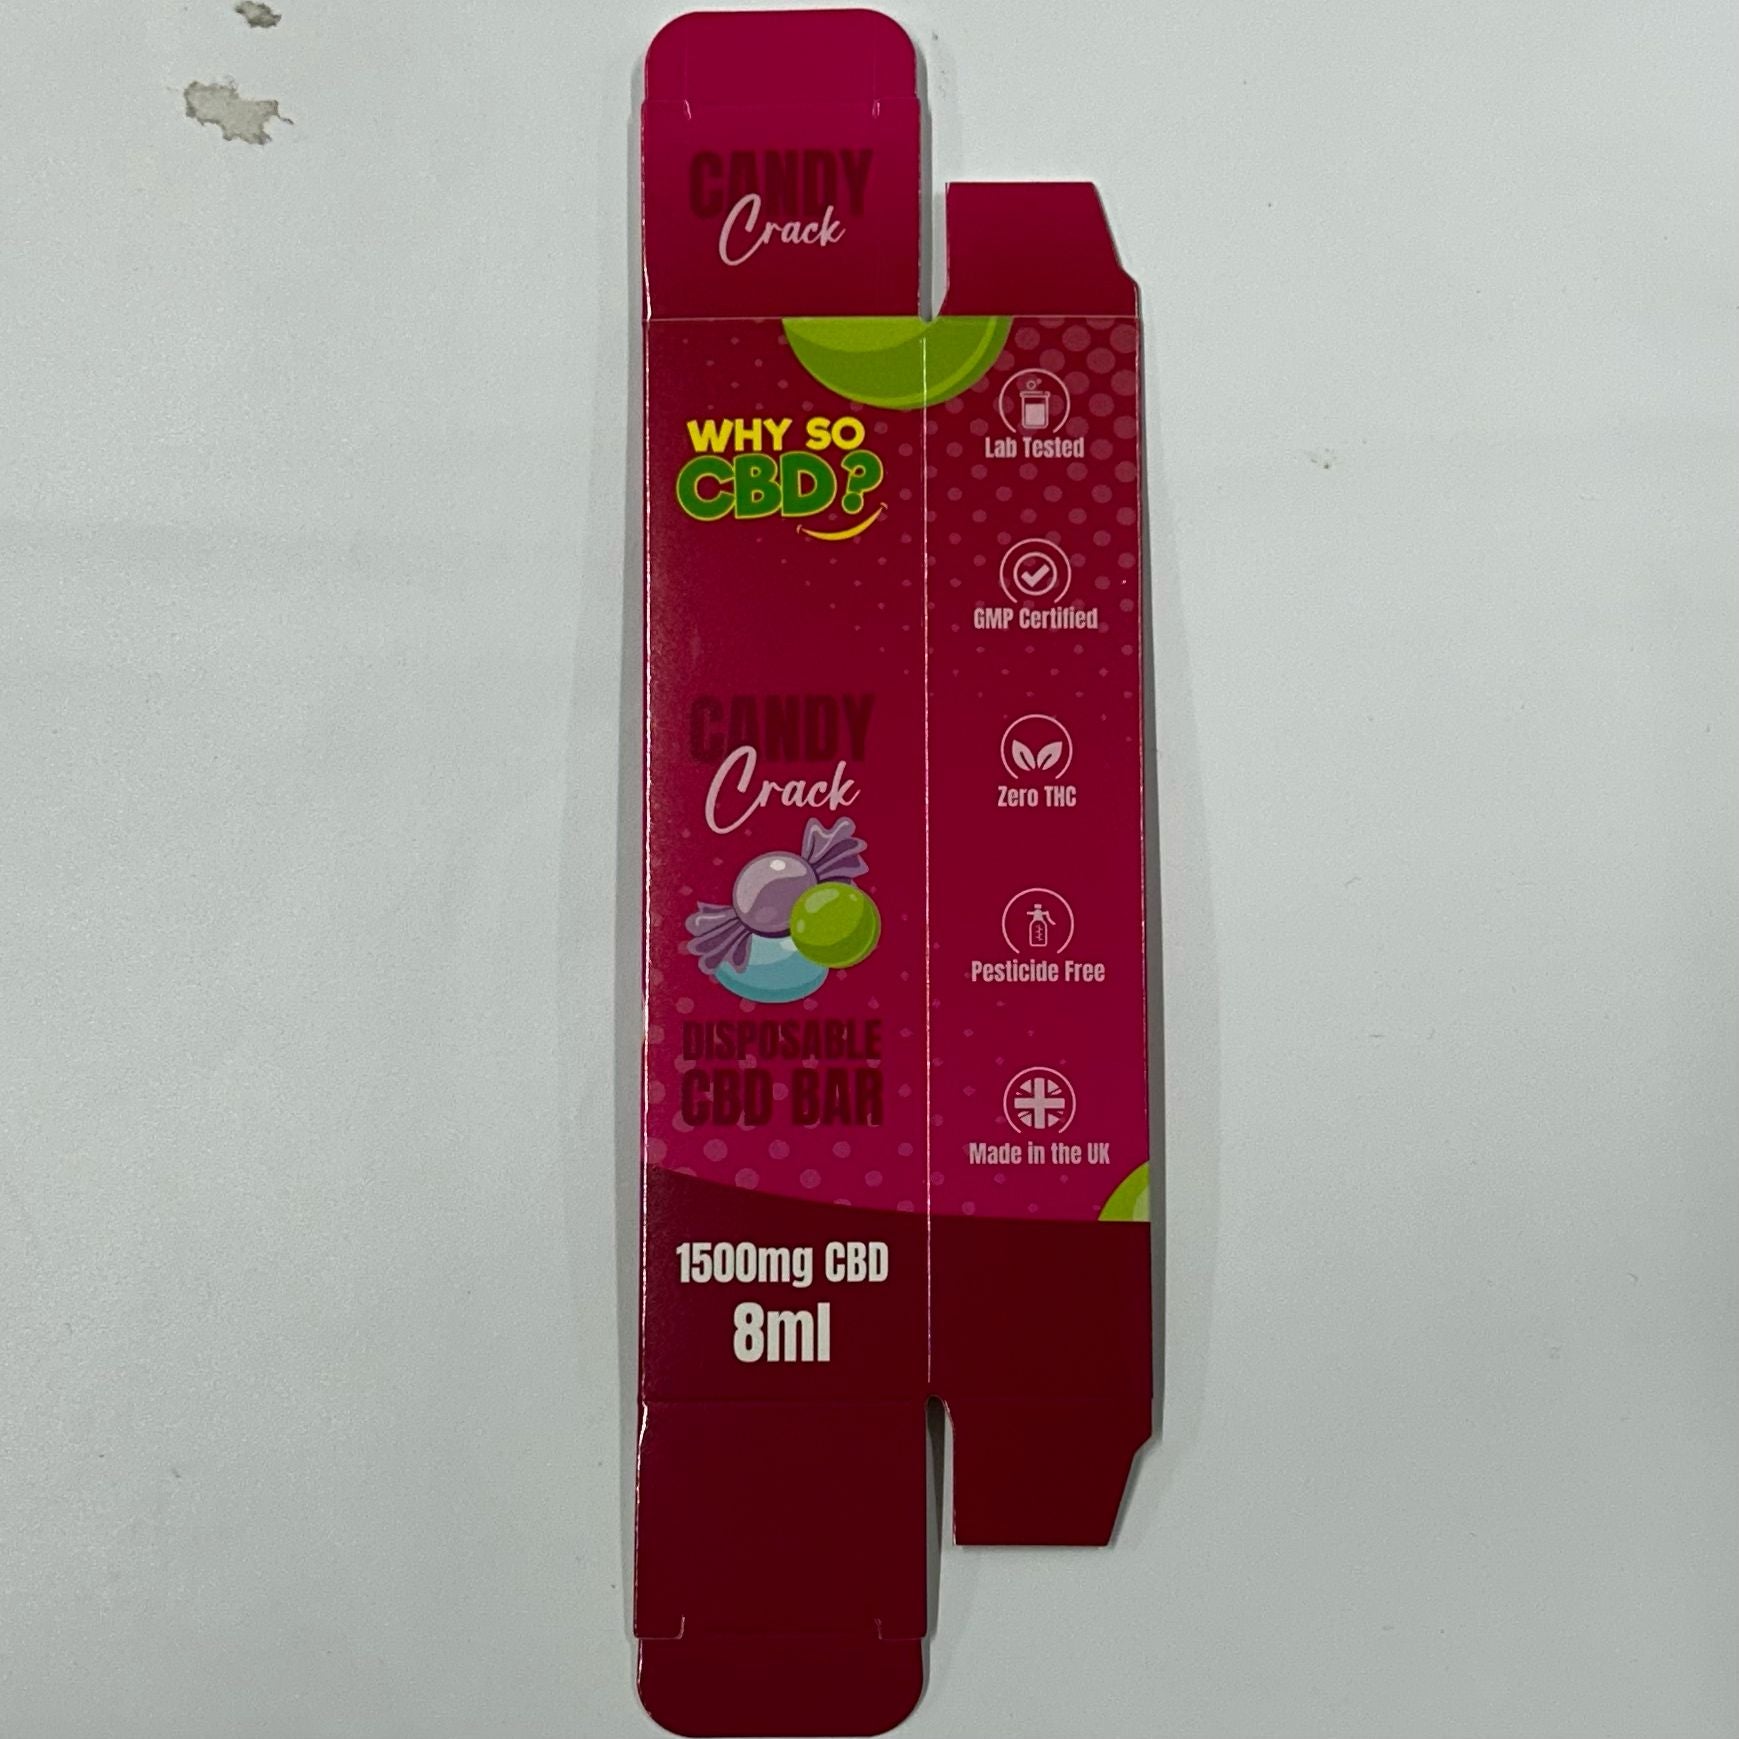 CANDY
Crack
WHY SO
CBD?
CANDY
Crack
DISPOSABLE
CBD BAR
1500mg CBD
8ml
Lab Tested
GMP Certified
Zero THC
Pesticide Free
Made in the UK